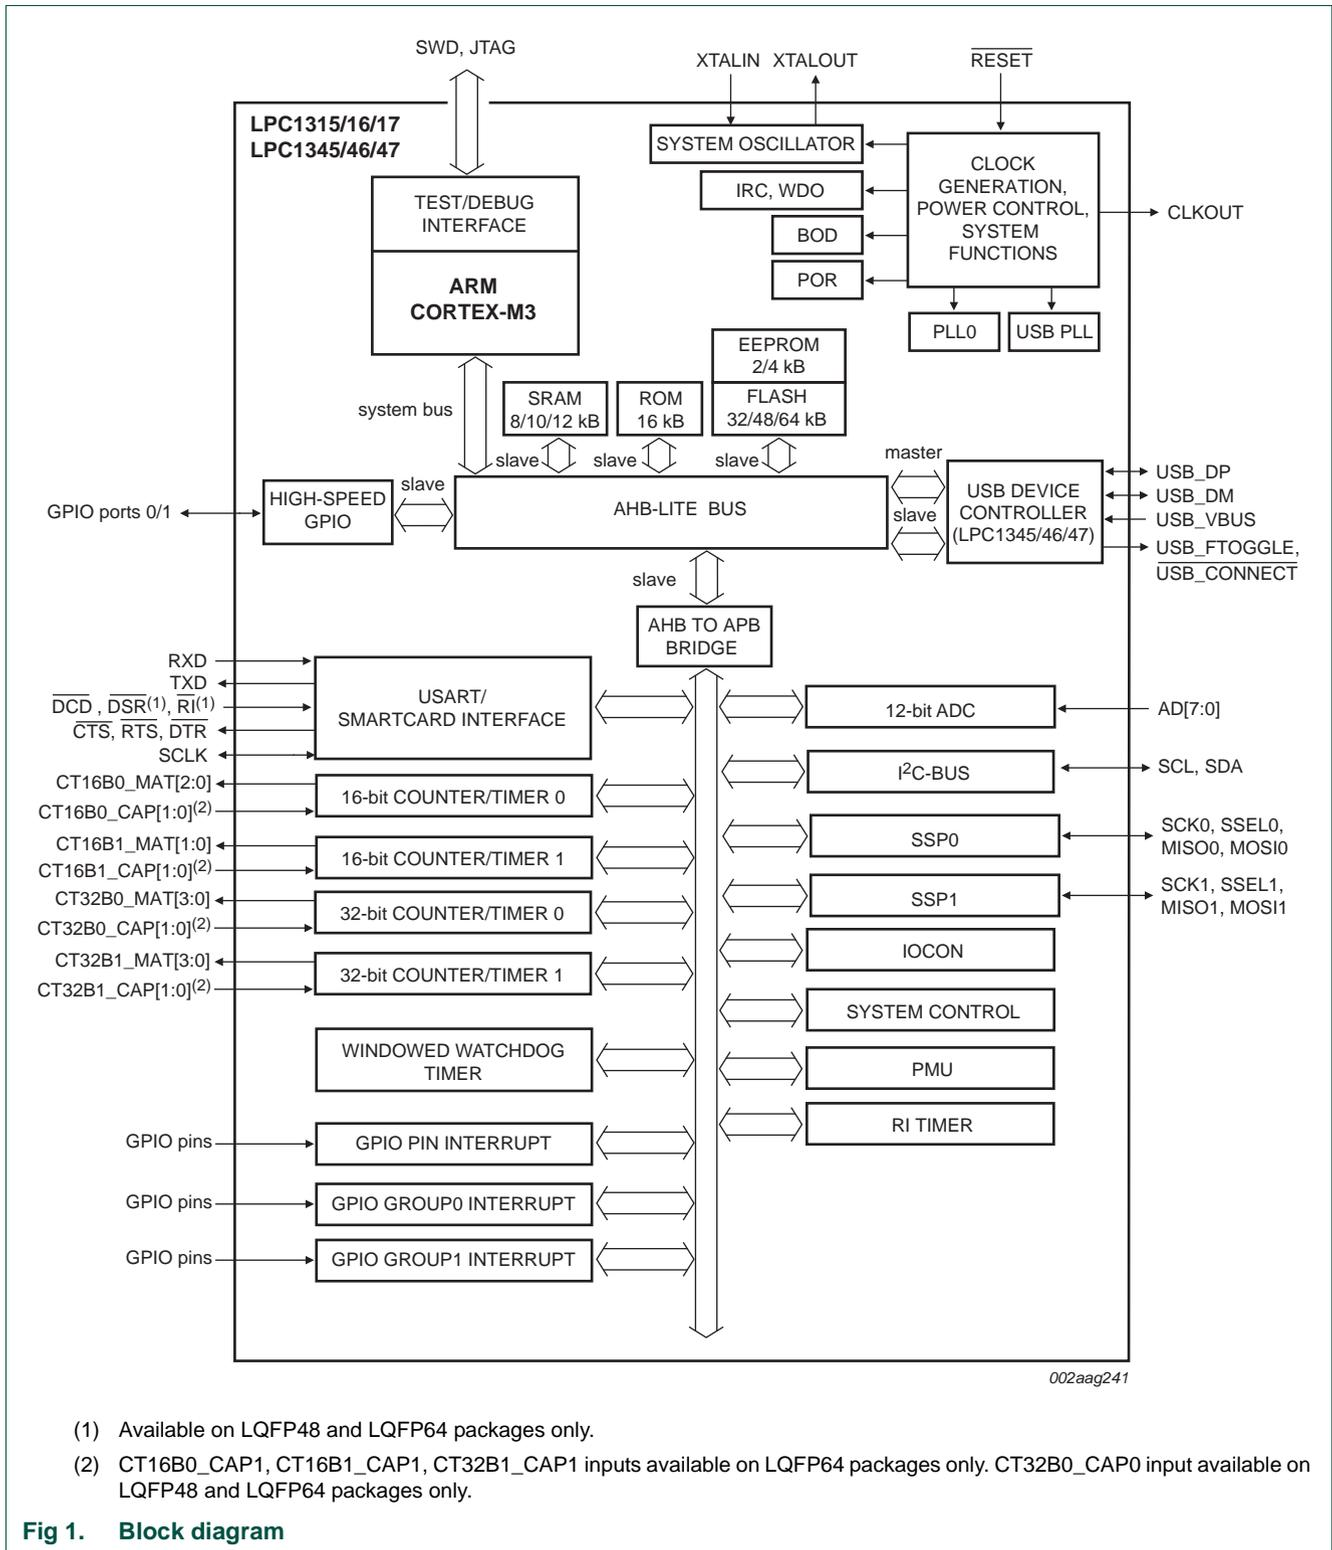 SWD, JTAG
XTALIN XTALOUT
RESET
LPC1315/16/17
LPC1345/46/47
SYSTEM OSCILLATOR
IRC, WDO
BOD
POR
CLOCK
GENERATION,
POWER CONTROL,
SYSTEM
FUNCTIONS
CLKOUT
PLL0
USB PLL
TEST/DEBUG
INTERFACE
ARM
CORTEX-M3
system bus
SRAM
8/10/12 kB
ROM
16 kB
EEPROM
2/4 kB
FLASH
32/48/64 kB
slave
slave
slave
master
slave
slave
GPIO ports 0/1
HIGH-SPEED
GPIO
AHB-LITE BUS
USB DEVICE
CONTROLLER
(LPC1345/46/47)
USB_DP
USB_DM
USB_VBUS
USB_FTOGGLE,
USB_CONNECT
slave
AHB TO APB
BRIDGE
RXD
TXD
DCD , DSR(1), RI(1)
CTS, RTS, DTR
SCLK
USART/
SMARTCARD INTERFACE
CT16B0_MAT[2:0]
CT16B0_CAP[1:0](2)
16-bit COUNTER/TIMER 0
CT16B1_MAT[1:0]
CT16B1_CAP[1:0](2)
16-bit COUNTER/TIMER 1
CT32B0_MAT[3:0]
CT32B0_CAP[1:0](2)
32-bit COUNTER/TIMER 0
CT32B1_MAT[3:0]
CT32B1_CAP[1:0](2)
32-bit COUNTER/TIMER 1
WINDOWED WATCHDOG
TIMER
GPIO pins
GPIO PIN INTERRUPT
GPIO pins
GPIO GROUP0 INTERRUPT
GPIO pins
GPIO GROUP1 INTERRUPT
12-bit ADC
AD[7:0]
I2C-BUS
SCL, SDA
SSP0
SCK0, SSEL0,
MISO0, MOSI0
SSP1
SCK1, SSEL1,
MISO1, MOSI1
IOCON
SYSTEM CONTROL
PMU
RI TIMER
002aag241
(1) Available on LQFP48 and LQFP64 packages only.
(2) CT16B0_CAP1, CT16B1_CAP1, CT32B1_CAP1 inputs available on LQFP64 packages only. CT32B0_CAP0 input available on
LQFP48 and LQFP64 packages only.
Fig 1. Block diagram